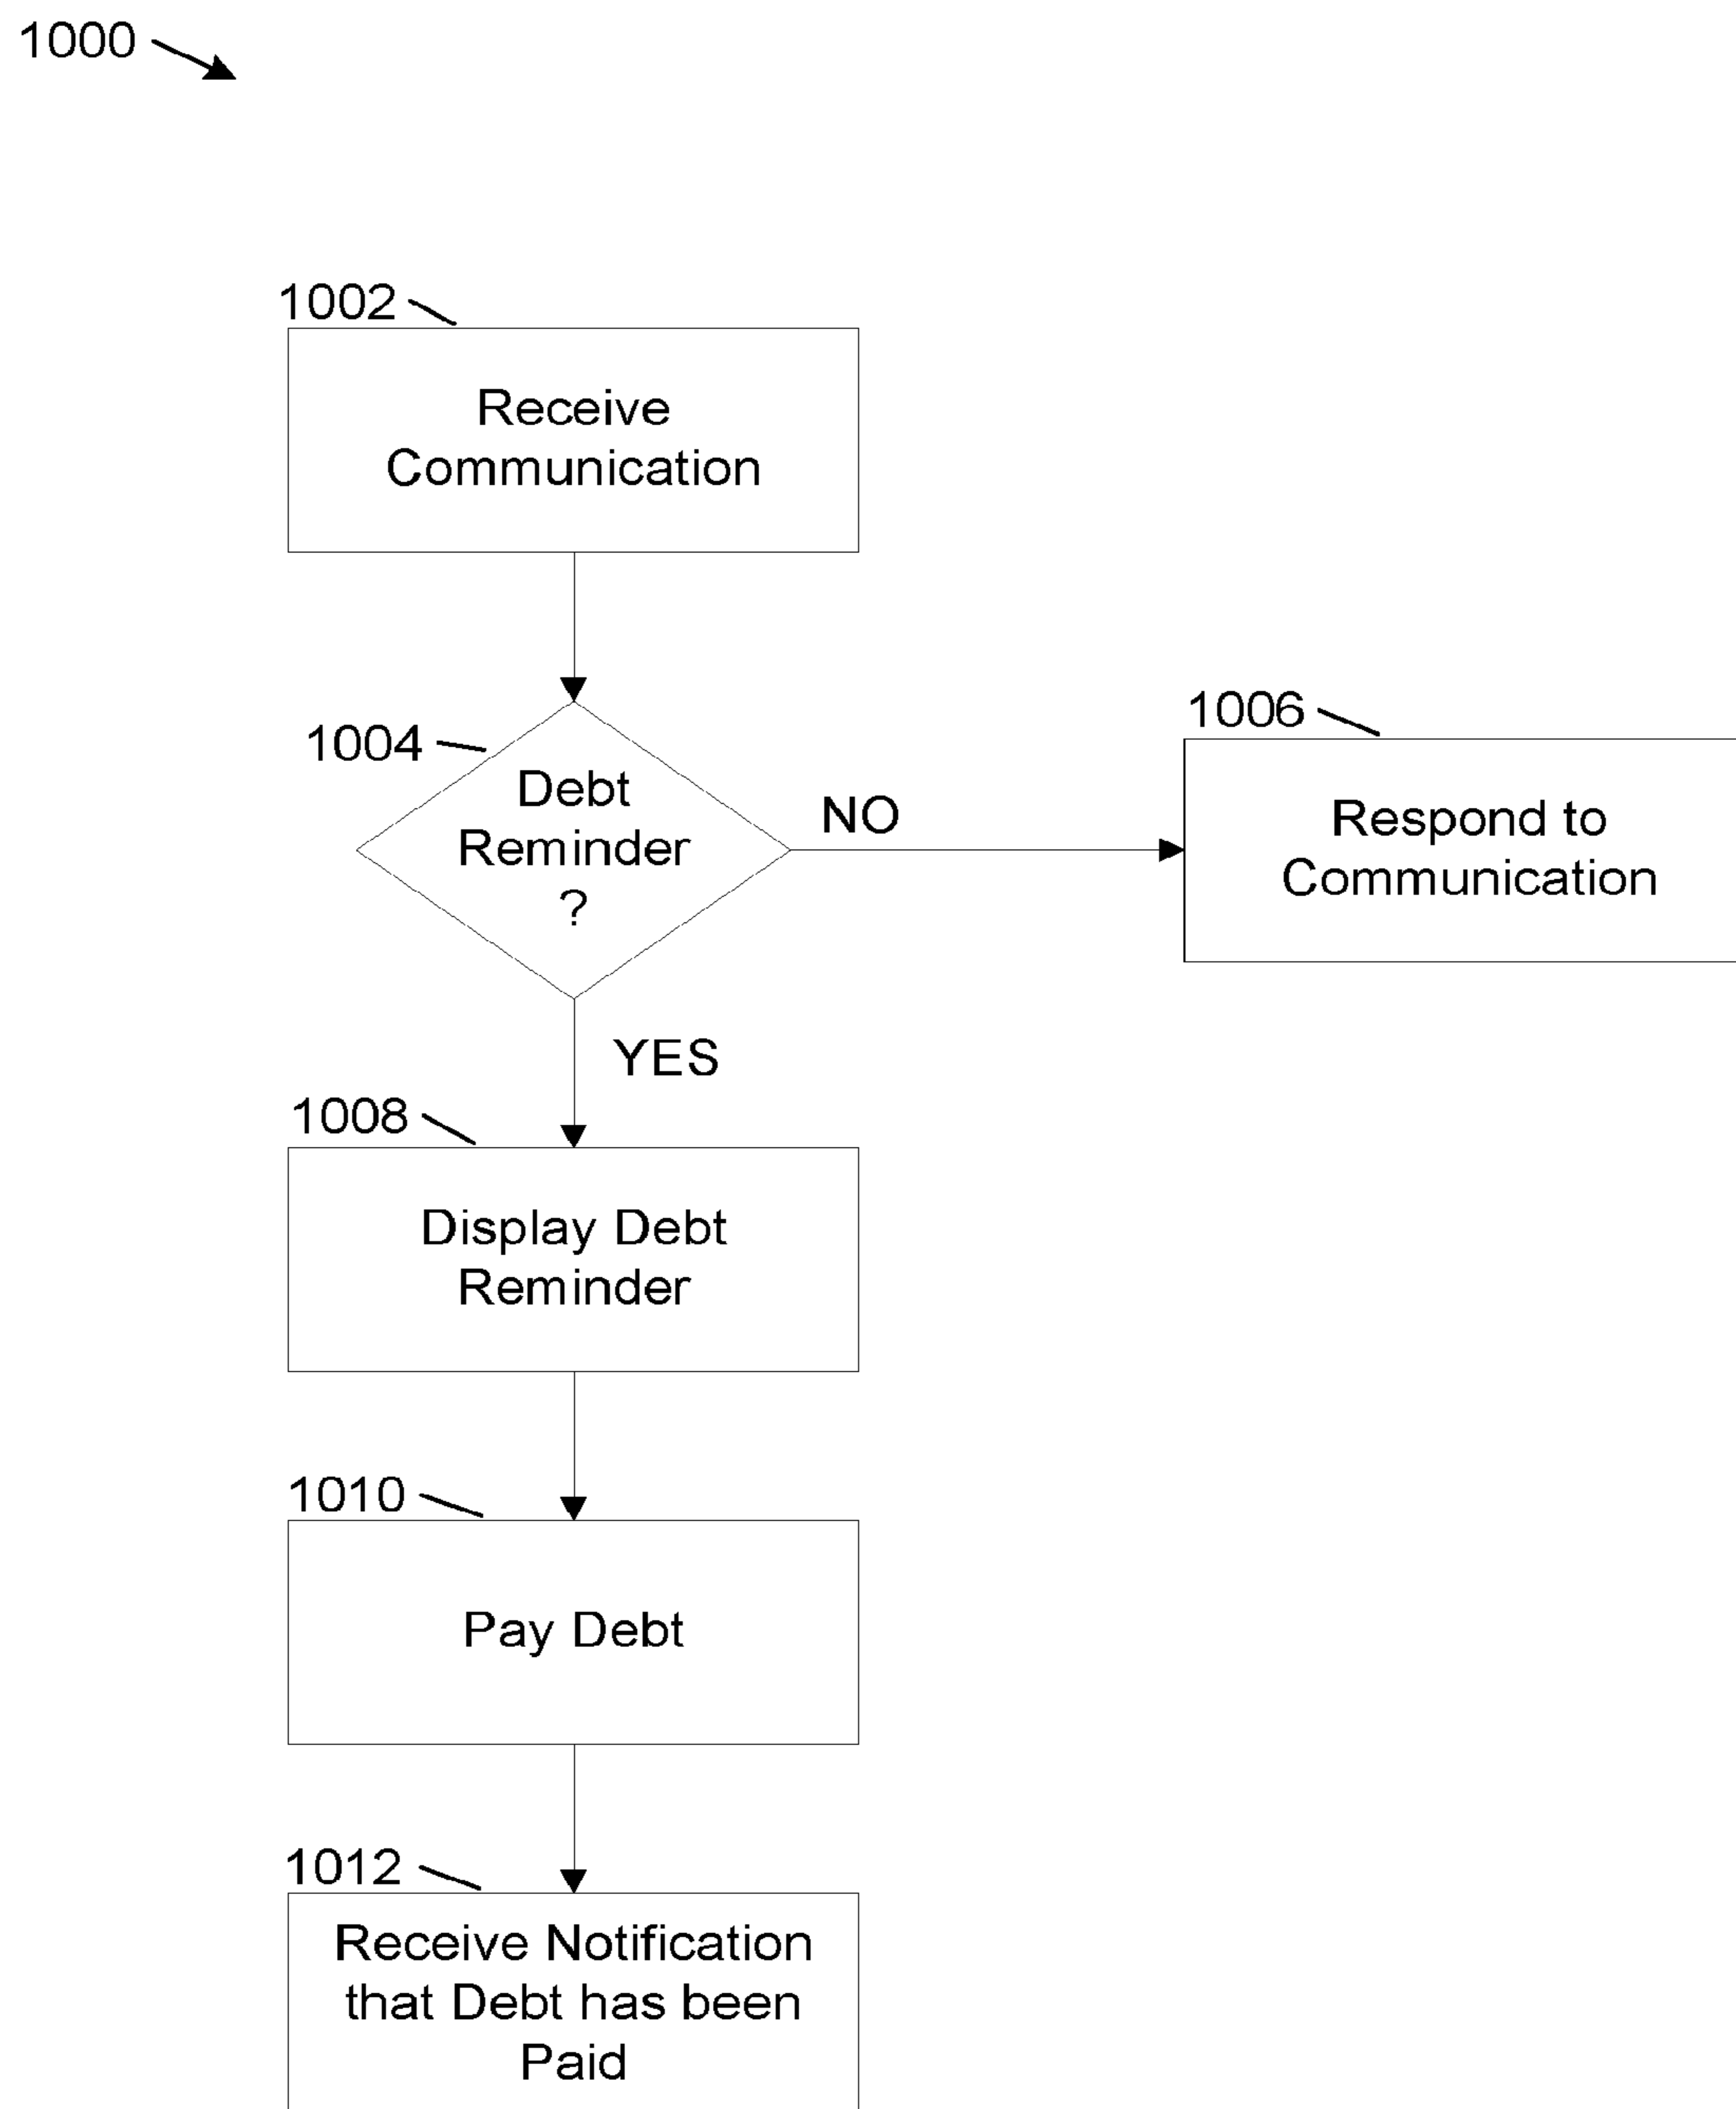 1000
1002
Receive
Communication
1004
Debt
Reminder
?
NO
1006
Respond to
Communication
YES
1008
Display Debt
Reminder
1010
Pay Debt
1012
Receive Notification
that Debt has been
Paid